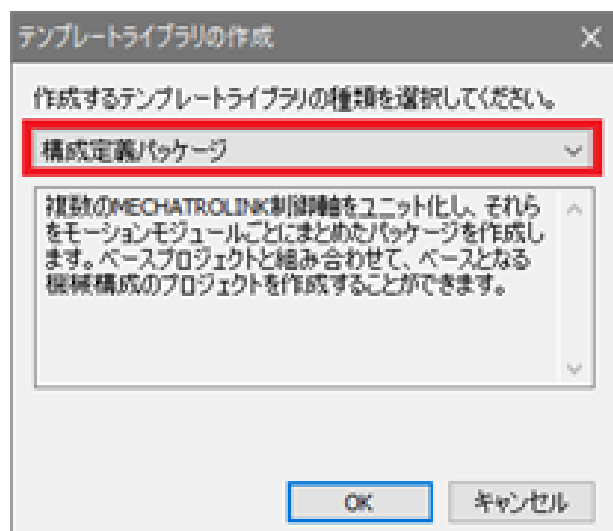 テンプレートライブラリの作成
作成するテンプレートライブラリの種類を選択してください。
構成定義パッケージ
複数のMECHATROLINK制御軸をユニット化し、それら
をモーションモジュールごとにまとめたパッケージを作成し
ます。ベースプロジェクトと組み合わせて、ベースとなる
機械構成のプロジェクトを作成することができます。
OK
キャンセル